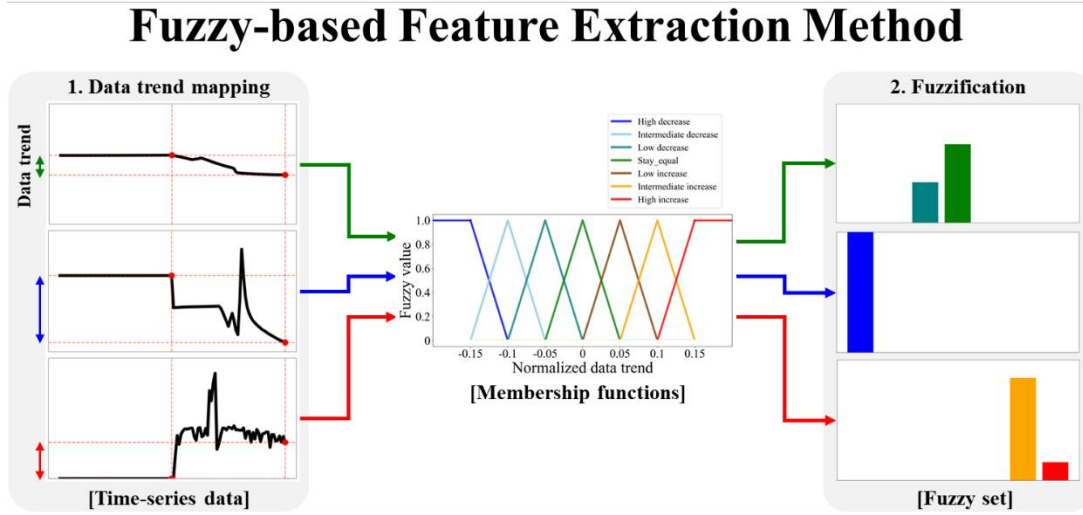 Fuzzy-based Feature Extraction Method
1. Data trend mapping
Data trend
[Time-series data]
High decrease
Intermediate decrease
Low decrease
Stay_equal
Low increase
Intermediate increase
High increase
Fuzzy value
1.0
0.8
0.6
0.4
0.2
0
-0.15 -0.1 -0.05 0 0.05 0.1 0.15
Normalized data trend
[Membership functions]
2. Fuzzification
[Fuzzy set]